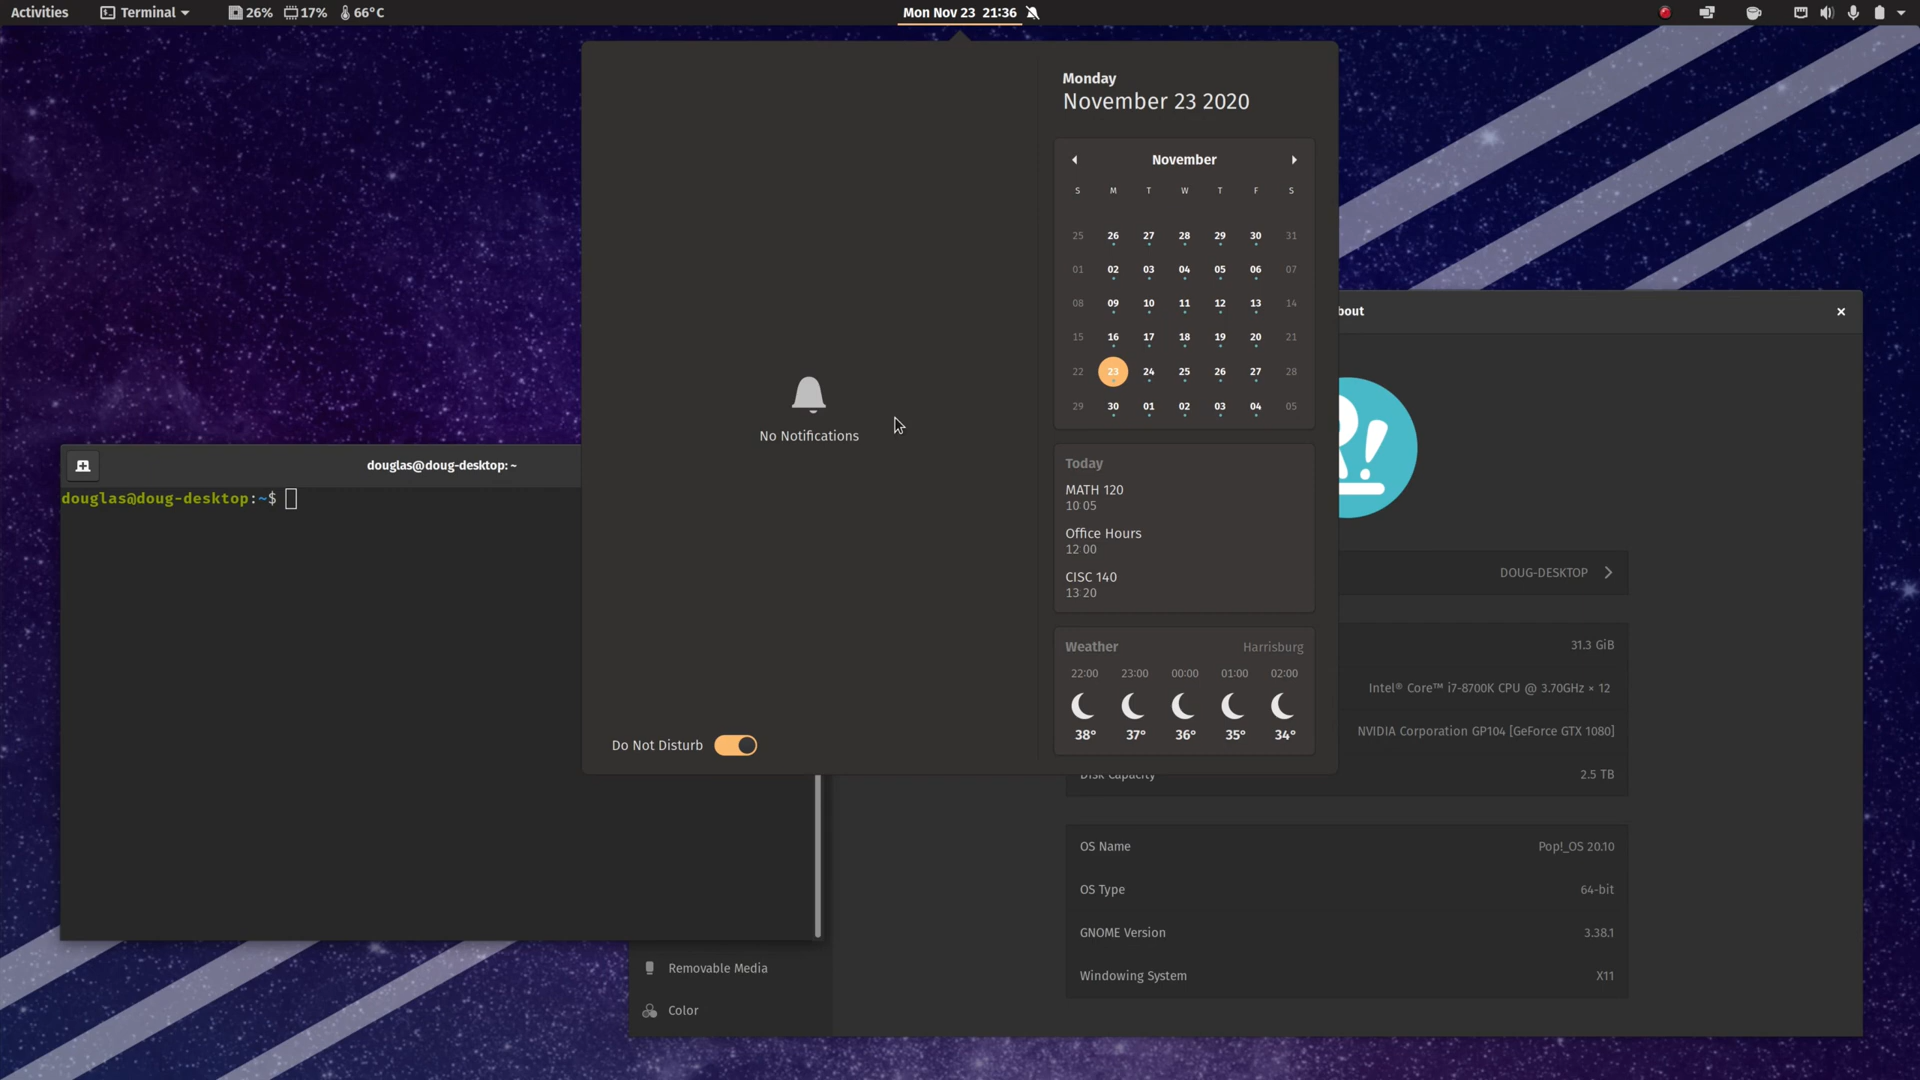 Activities
Terminal
26%
17%
66°C
Mon Nov 23 21:36
Monday
November 23 2020
November
S M T W T F S
25 26 27 28 29 30 31
01 02 03 04 05 06 07
08 09 10 11 12 13 14
15 16 17 18 19 20 21
22 23 24 25 26 27 28
29 30 01 02 03 04 05
No Notifications
Do Not Disturb
Today
MATH 120
10 05
Office Hours
12 00
CISC 140
13 20
Weather Harrisburg
22:00 23:00 00:00 01:00 02:00
38° 37° 36° 35° 34°
douglas@doug-desktop: ~
douglas@doug-desktop:~$
bout
DOUG-DESKTOP
31.3 GiB
Intel® Core™ i7-8700K CPU @ 3.70GHz × 12
NVIDIA Corporation GP104 [GeForce GTX 1080]
Disk Capacity 2.5 TB
OS Name Pop!_OS 20.10
OS Type 64-bit
GNOME Version 3.38.1
Windowing System X11
Removable Media
Color